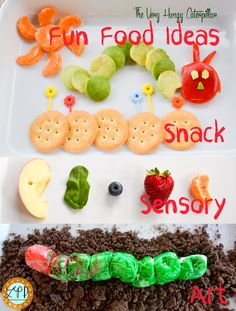 The Very Hungry Caterpillar
Fun Food Ideas
Snack
Sensory
Art